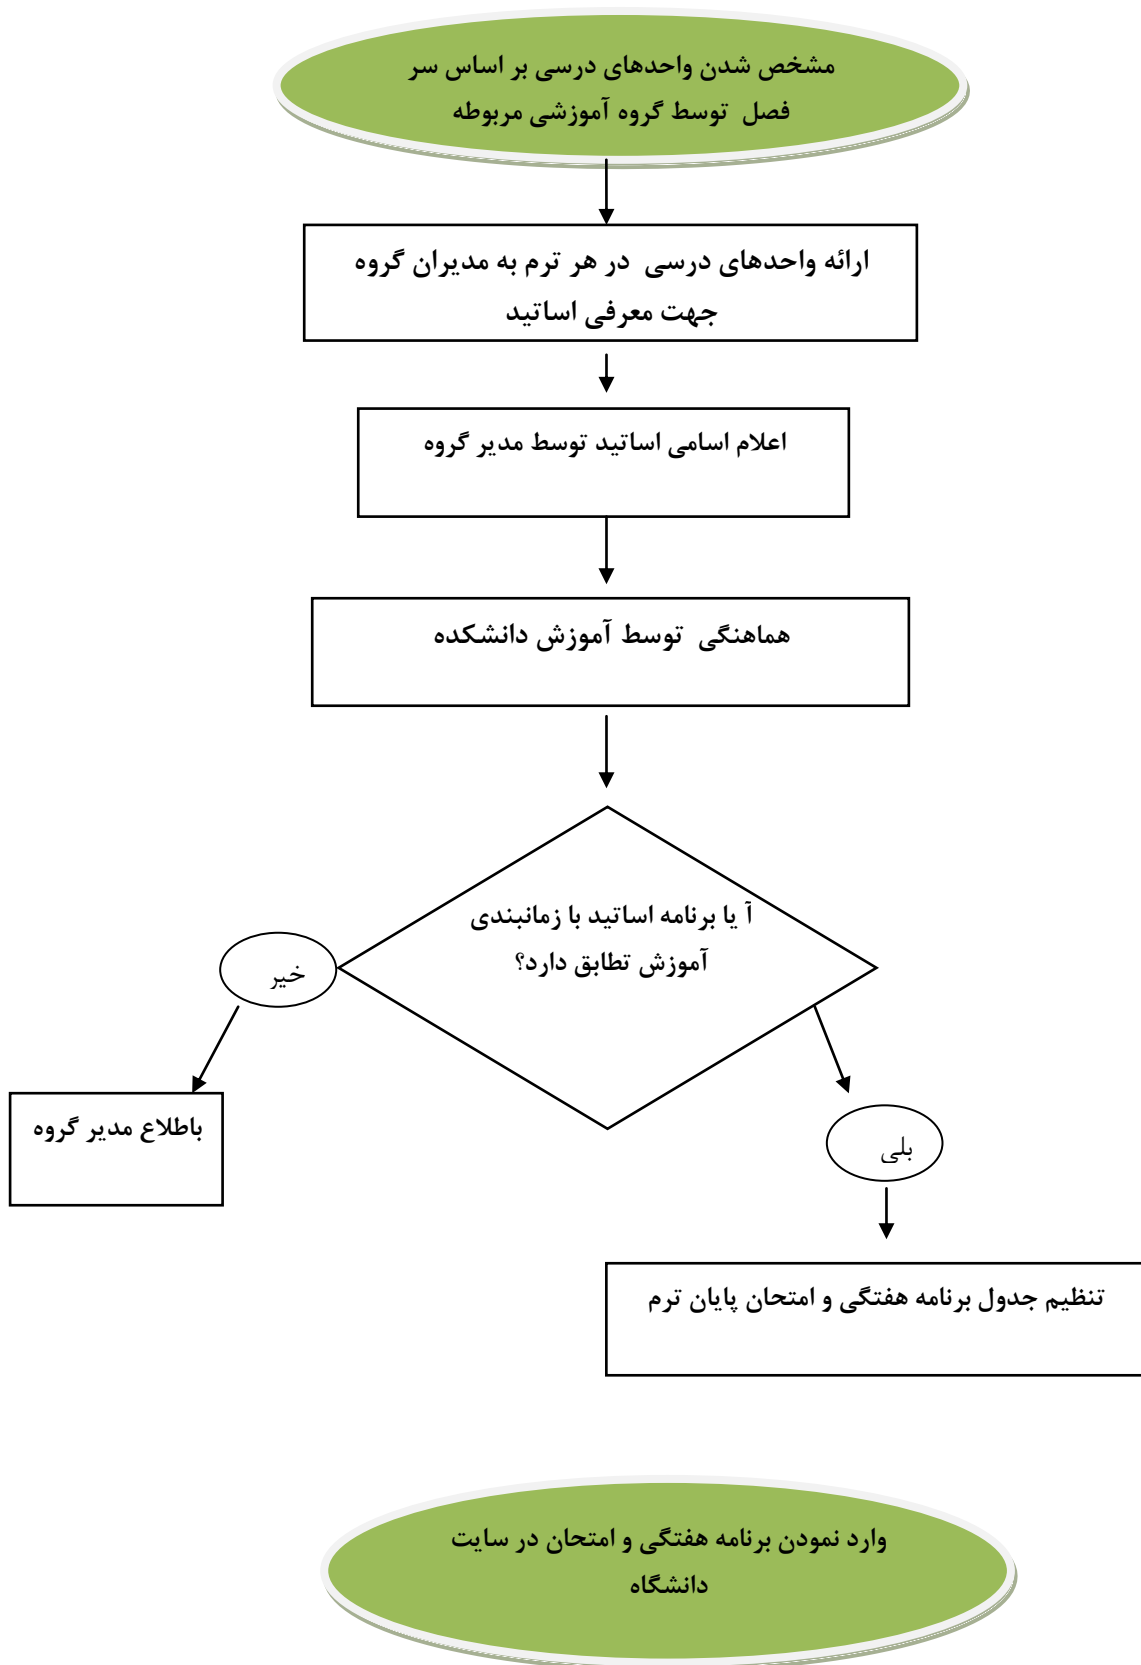 مشخص شدن واحدهای درسی بر اساس سر
فصل توسط گروه آموزشی مربوطه
ارائه واحدهای درسی در هر ترم به مدیران گروه
جهت معرفی اساتید
اعلام اسامی اساتید توسط مدیر گروه
هماهنگی توسط آموزش دانشکده
آ یا برنامه اساتید با زمانبندی
آموزش تطابق دارد؟
خیر
باطلاع مدیر گروه
بلی
تنظیم جدول برنامه هفتگی و امتحان پایان ترم
وارد نمودن برنامه هفتگی و امتحان در سایت
دانشگاه